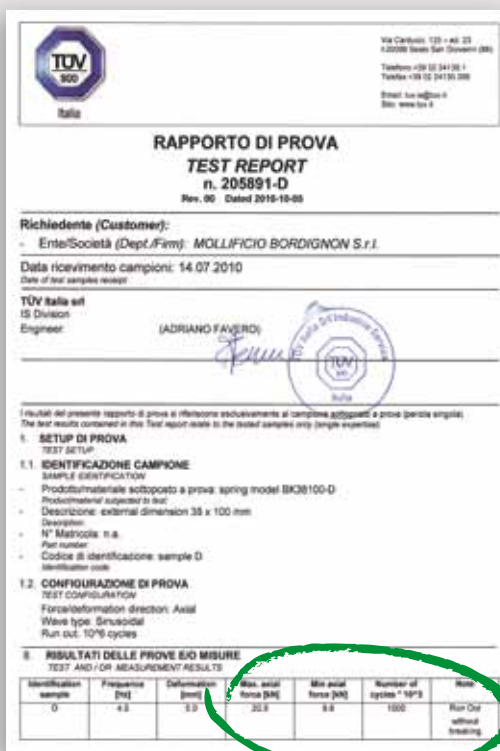 TÜV
SÜD
Italia
Via Carducci, 125 – ed. 23
Sesto San Giovanni
RAPPORTO DI PROVA
TEST REPORT
n. 205891-D
Rev. 00 Dated 2010-10-05
Richiedente (Customer):
- Ente/Società (Dept./Firm): MOLLIFICIO BORDIGNON S.r.l.
Data ricevimento campioni: 14.07.2010
Date of test samples receipt
TÜV Italia srl
IS Division
Engineer: (ADRIANO FAVERO)
I risultati del presente rapporto di prova si riferiscono esclusivamente al campione sottoposto a prova (perizia singola)
The test results contained in this Test report relate to the tested samples only (single expertise)
1. SETUP DI PROVA
TEST SETUP
1.1. IDENTIFICAZIONE CAMPIONE
SAMPLE IDENTIFICATION
- Prodotto/materiale sottoposto a prova: spring model BK38100-D
Product/material subjected to test
- Descrizione: external dimension 38 x 100 mm
Description
- N° Matricola: n.a.
Part number
- Codice di identificazione: sample D
Identification code
1.2. CONFIGURAZIONE DI PROVA
TEST CONFIGURATION
Force/deformation direction: Axial
Wave type: Sinusoidal
Run out: 10^6 cycles
RISULTATI DELLE PROVE E/O MISURE
TEST AND / OR MEASUREMENT RESULTS
Identification sample Frequence [Hz] Deformation [mm] Max. axial force [kN] Min axial force [kN] Number of cycles * 10^3 Note
D 1000 Run Out without breaking